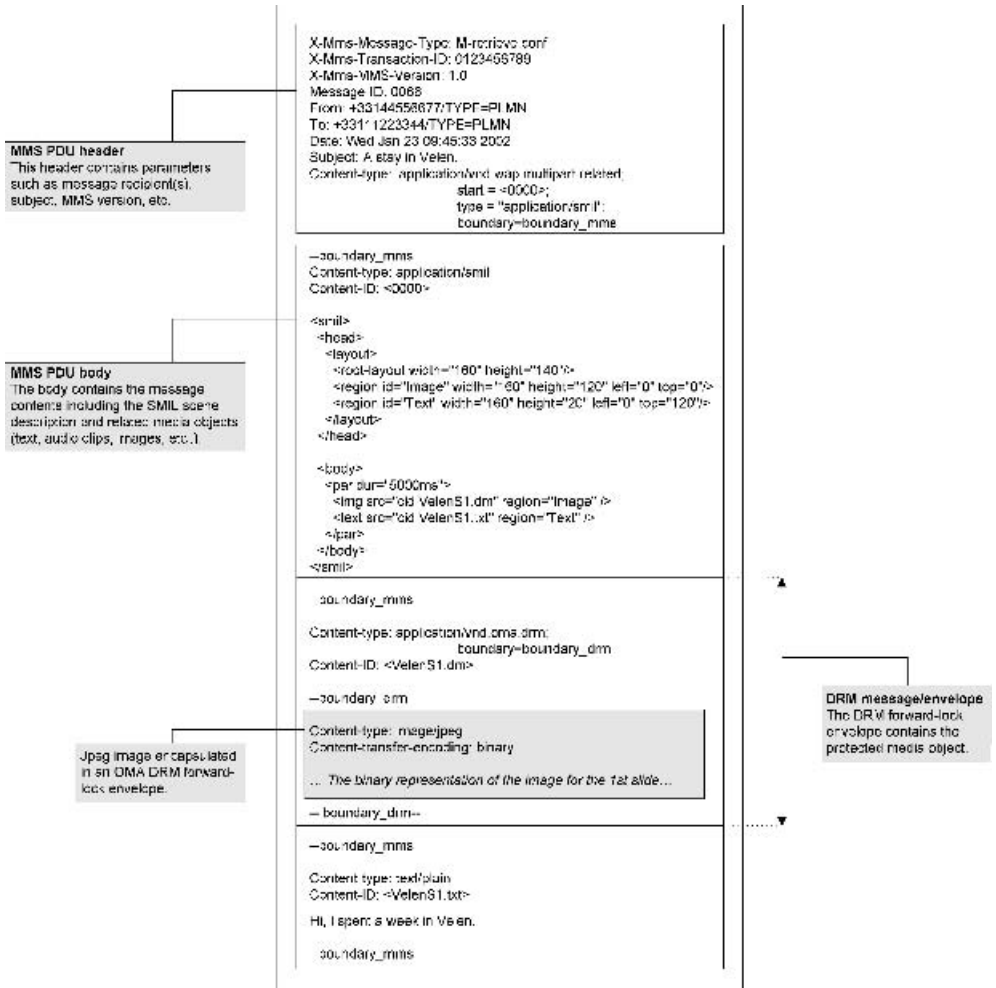 X-Mms-Message-Type: M-retrieve.conf
X-Mms-Transaction-ID: 0123456789
X-Mms-MMS-Version: 1.0
Message ID: 0068
From: +33144556677/TYPE=PLMN
To: +33111223344/TYPE=PLMN
Date: Wed Jan 23 09:45:33 2002
Subject: A stay in Velen.
Content-type: application/vnd.wap.multipart.related;
start = <0000>;
type = "application/smil";
boundary=boundary_mms
MMS PDU header
This header contains parameters
such as message recipient(s),
subject, MMS version, etc.
--boundary_mms
Content-type: application/smil
Content-ID: <0000>
<smil>
<head>
<layout>
<root-layout width="160" height="140"/>
<region id="Image" width="160" height="120" left="0" top="0"/>
<region id="Text" width="160" height="20" left="0" top="120"/>
</layout>
</head>
<body>
<par dur="5000ms">
<img src="cid:VelenS1.dm" region="Image" />
<text src="cid:VelenS1.txt" region="Text" />
</par>
</body>
</smil>
MMS PDU body
The body contains the message
contents including the SMIL scene
description and related media objects
(text, audio clips, images, etc.)
boundary_mms
Content-type: application/vnd.oma.drm;
boundary=boundary_drm
Content-ID: <VelenS1.dm>
--boundary_drm
Content-type: image/jpeg
Content-transfer-encoding: binary
... The binary representation of the image for the 1st slide...
-- boundary_drm--
Jpeg image encapsulated
in an OMA DRM forward-
lock envelope.
DRM message/envelope
The DRM forward-lock
envelope contains the
protected media object.
--boundary_mms
Content type: text/plain
Content-ID: <VelenS1.txt>
Hi, I spent a week in Velen.
boundary_mms